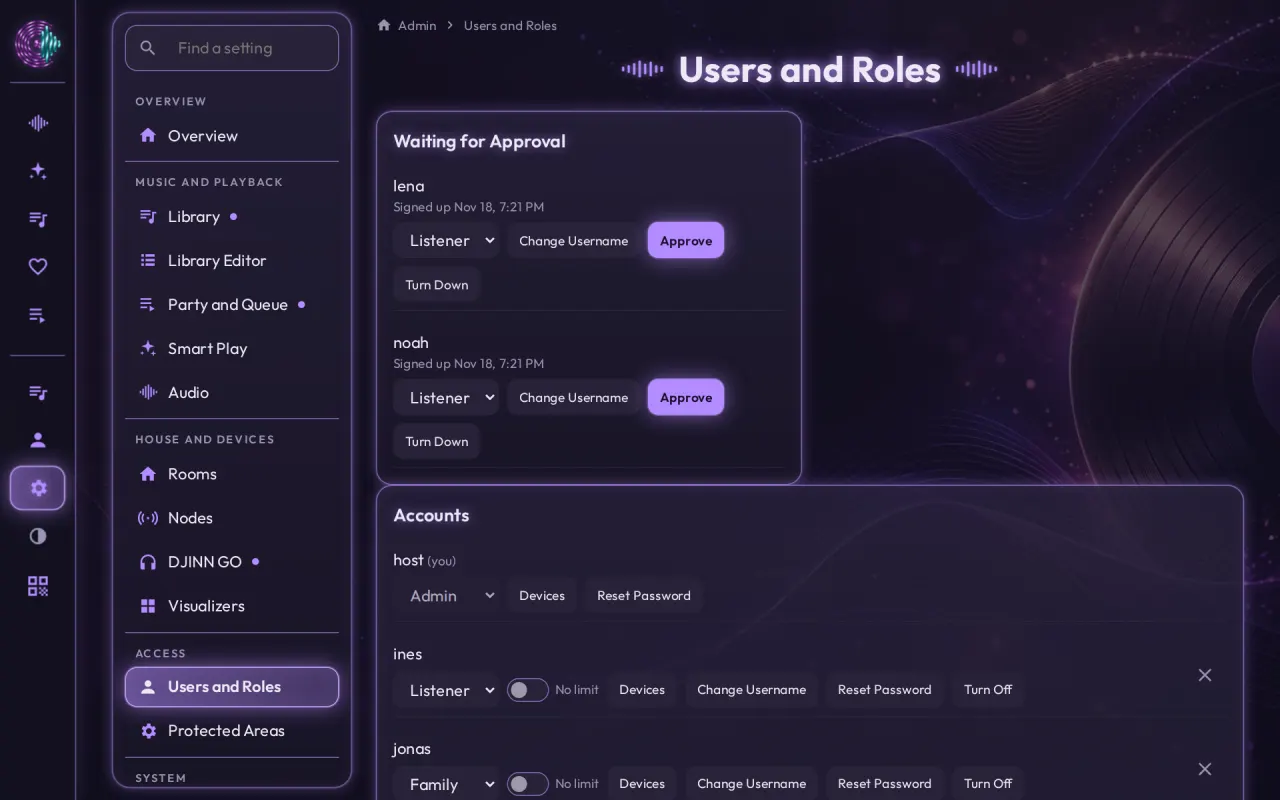 Find a setting
OVERVIEW
Overview
MUSIC AND PLAYBACK
Library
Library Editor
Party and Queue
Smart Play
Audio
HOUSE AND DEVICES
Rooms
Nodes
DJINN GO
Visualizers
ACCESS
Users and Roles
Protected Areas
SYSTEM
Admin > Users and Roles
Users and Roles
Waiting for Approval
lena
Signed up Nov 18, 7:21 PM
Listener Change Username Approve
Turn Down
noah
Signed up Nov 18, 7:21 PM
Listener Change Username Approve
Turn Down
Accounts
host (you)
Admin Devices Reset Password
ines
Listener No limit Devices Change Username Reset Password Turn Off
jonas
Family No limit Devices Change Username Reset Password Turn Off